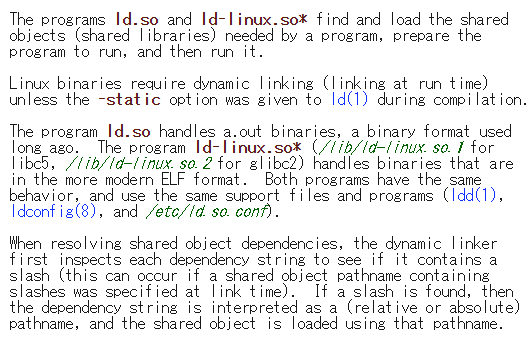 The programs ld.so and ld-linux.so* find and load the shared
objects (shared libraries) needed by a program, prepare the
program to run, and then run it.
Linux binaries require dynamic linking (linking at run time)
unless the -static option was given to ld(1) during compilation.
The program ld.so handles a.out binaries, a binary format used
long ago.  The program ld-linux.so* (/lib/ld-linux.so.1 for
libc5, /lib/ld-linux.so.2 for glibc2) handles binaries that are
in the more modern ELF format.  Both programs have the same
behavior, and use the same support files and programs (ldd(1),
ldconfig(8), and /etc/ld.so.conf).
When resolving shared object dependencies, the dynamic linker
first inspects each dependency string to see if it contains a
slash (this can occur if a shared object pathname containing
slashes was specified at link time).  If a slash is found, then
the dependency string is interpreted as a (relative or absolute)
pathname, and the shared object is loaded using that pathname.